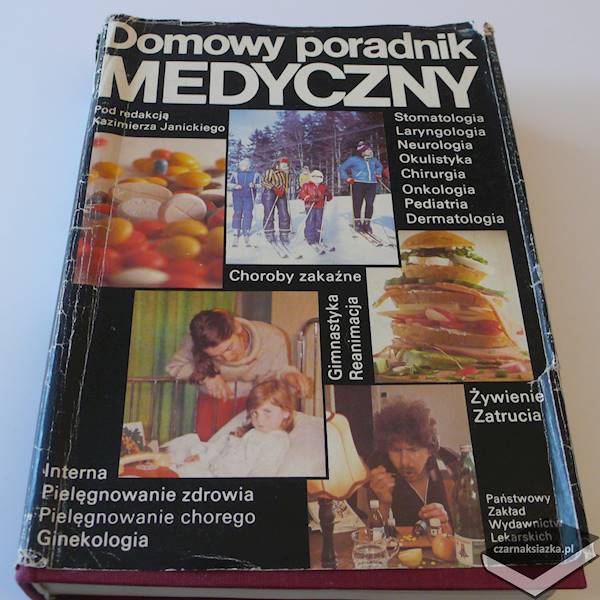 Domowy poradnik
MEDYCZNY
Pod redakcją
Kazimierza Janickiego
Stomatologia
Laryngologia
Neurologia
Okulistyka
Chirurgia
Onkologia
Pediatria
Dermatologia
Choroby zakaźne
Gimnastyka
Reanimacja
Żywienie
Zatrucia
Interna
Pielęgnowanie zdrowia
Pielęgnowanie chorego
Ginekologia
Państwowy
Zakład
Wydawnictw
Lekarskich
czarnaksiazka.pl